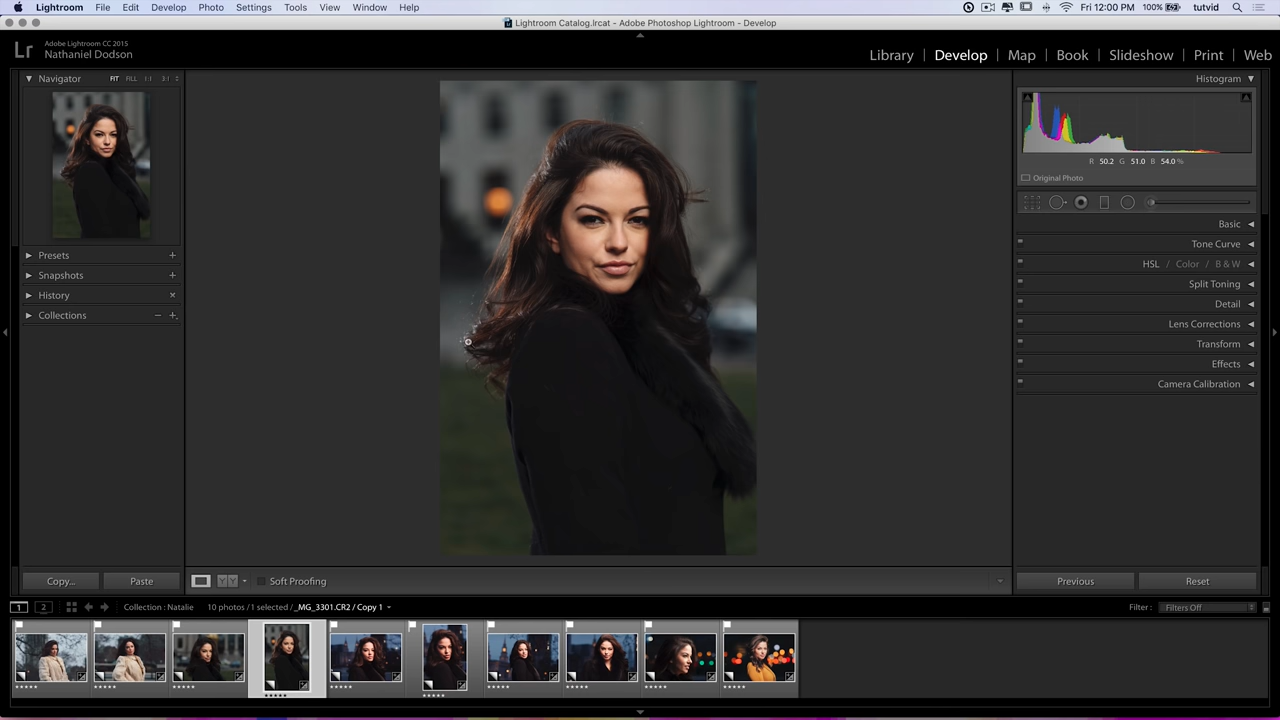 Lightroom File Edit Develop Photo Settings Tools View Window Help Fri 12:00 PM 100% tutvid
Lightroom Catalog.lrcat - Adobe Photoshop Lightroom - Develop
Lr Adobe Lightroom CC 2015
Nathaniel Dodson
Library | Develop | Map | Book | Slideshow | Print | Web
Navigator FIT FILL 1:1 3:1
Histogram
R 50.2 G 51.0 B 54.0 %
Original Photo
Basic
Tone Curve
HSL / Color / B & W
Split Toning
Detail
Lens Corrections
Transform
Effects
Camera Calibration
Presets
Snapshots
History
Collections
Copy... Paste
Y Y Soft Proofing
Previous Reset
1 2 Collection : Natalie 10 photos / 1 selected / _MG_3301.CR2 / Copy 1
Filter : Filters Off